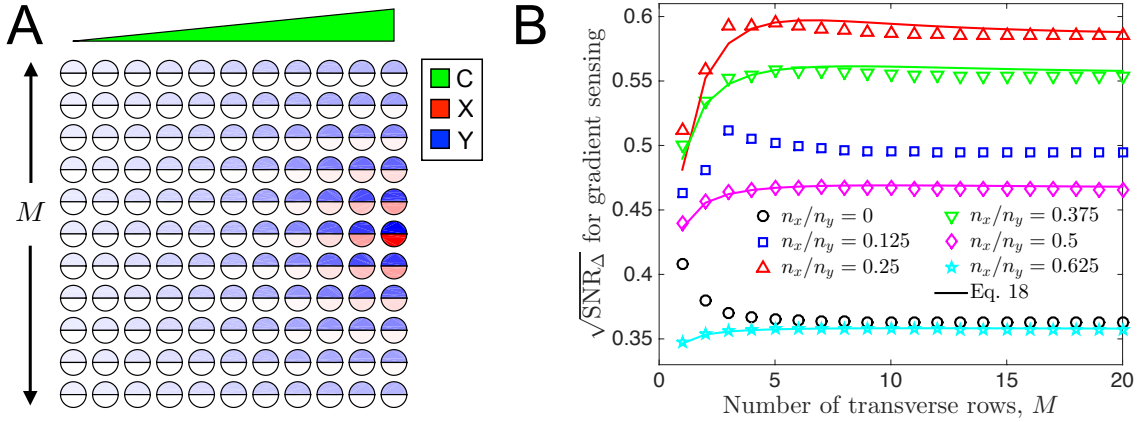 A
C
X
Y
M
B
√SNR_Δ for gradient sensing
0.6
0.55
0.5
0.45
0.4
0.35
n_x/n_y = 0
n_x/n_y = 0.125
n_x/n_y = 0.25
n_x/n_y = 0.375
n_x/n_y = 0.5
n_x/n_y = 0.625
Eq. 18
0 5 10 15 20
Number of transverse rows, M